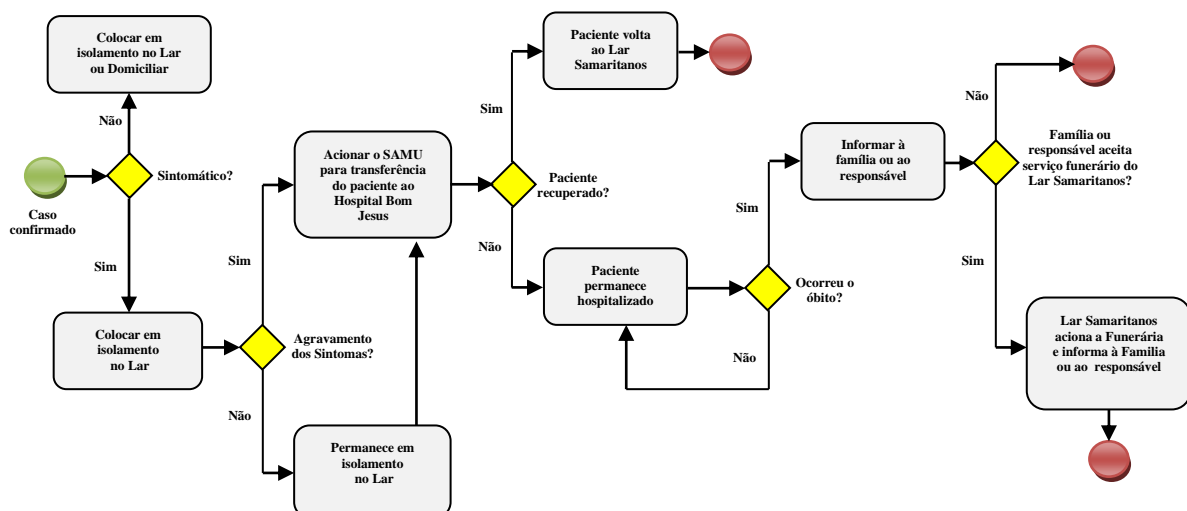 Colocar em
isolamento no Lar
ou Domiciliar
Não
Sintomático?
Caso
confirmado
Sim
Colocar em
isolamento
no Lar
Sim
Agravamento
dos Sintomas?
Não
Acionar o SAMU
para transferência
do paciente ao
Hospital Bom
Jesus
Permanece em
isolamento
no Lar
Sim
Paciente
recuperado?
Não
Paciente volta
ao Lar
Samaritanos
Paciente
permanece
hospitalizado
Sim
Ocorreu o
óbito?
Não
Informar à
família ou ao
responsável
Não
Família ou
responsável aceita
serviço funerário do
Lar Samaritanos?
Sim
Lar Samaritanos
aciona a Funerária
e informa à Familia
ou ao responsável